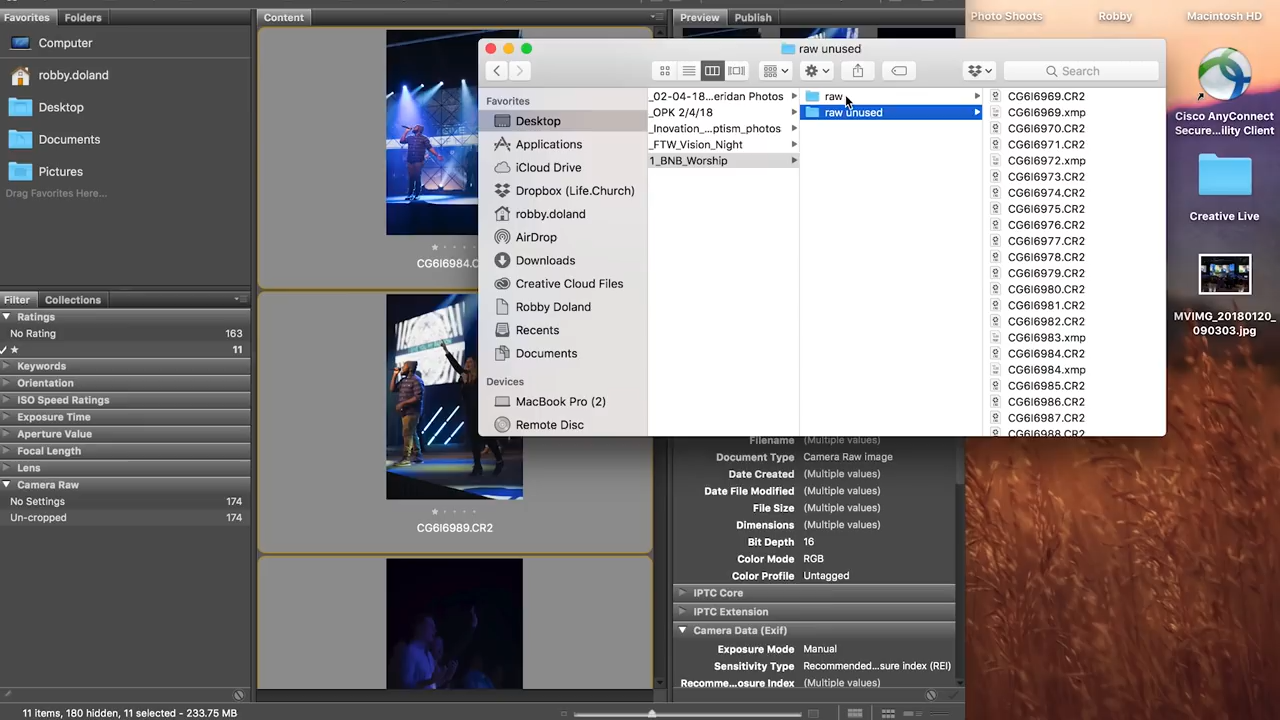 Favorites
Folders
Computer
robby.doland
Desktop
Documents
Pictures
Drag Favorites Here...
Filter
Collections
Ratings
No Rating 163
11
Keywords
Orientation
ISO Speed Ratings
Exposure Time
Aperture Value
Focal Length
Lens
Camera Raw
No Settings 174
Un-cropped 174
11 items, 180 hidden, 11 selected - 233.75 MB
Content
CG6I6984.C
CG6I6989.CR2
Preview
Publish
raw unused
Search
Favorites
Desktop
Applications
iCloud Drive
Dropbox (Life.Church)
robby.doland
AirDrop
Downloads
Creative Cloud Files
Robby Doland
Recents
Documents
Devices
MacBook Pro (2)
Remote Disc
_02-04-18...eridan Photos
_OPK 2/4/18
_Inovation_...ptism_photos
_FTW_Vision_Night
1_BNB_Worship
raw
raw unused
CG6I6969.CR2
CG6I6969.xmp
CG6I6970.CR2
CG6I6971.CR2
CG6I6972.xmp
CG6I6973.CR2
CG6I6974.CR2
CG6I6975.CR2
CG6I6976.CR2
CG6I6977.CR2
CG6I6978.CR2
CG6I6979.CR2
CG6I6980.CR2
CG6I6981.CR2
CG6I6982.CR2
CG6I6983.xmp
CG6I6984.CR2
CG6I6984.xmp
CG6I6985.CR2
CG6I6986.CR2
CG6I6987.CR2
CG6I6988.CR2
Filename (Multiple values)
Document Type Camera Raw image
Date Created (Multiple values)
Date File Modified (Multiple values)
File Size (Multiple values)
Dimensions (Multiple values)
Bit Depth 16
Color Mode RGB
Color Profile Untagged
IPTC Core
IPTC Extension
Camera Data (Exif)
Exposure Mode Manual
Sensitivity Type Recommended...sure index (REI)
Recomme...osure Index (Multiple values)
Photo Shoots
Robby
Macintosh HD
Cisco AnyConnect
Secure...ility Client
Creative Live
MVIMG_20180120_
090303.jpg